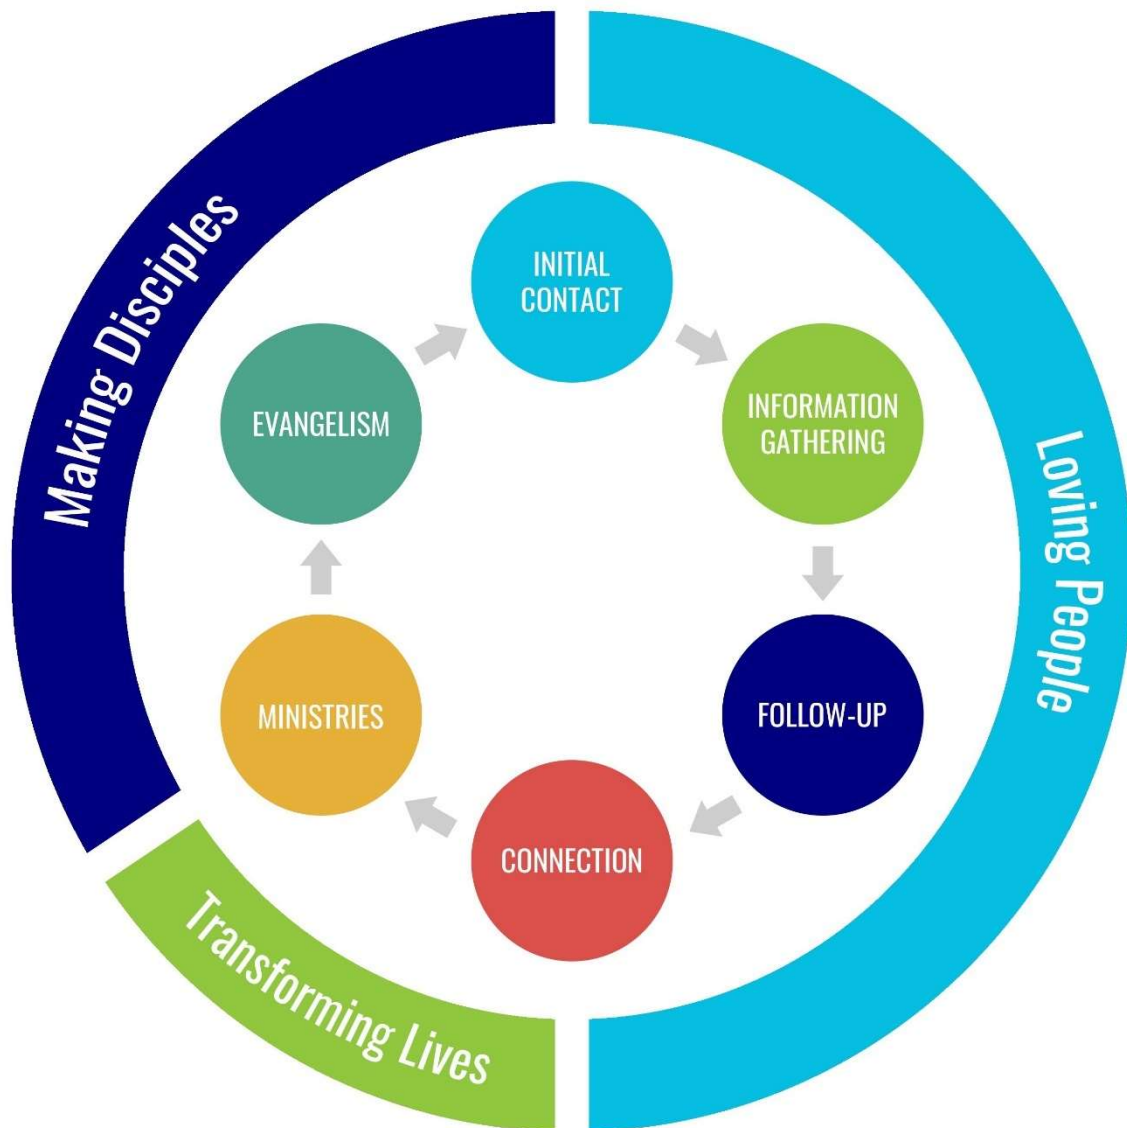 INITIAL
CONTACT
INFORMATION
GATHERING
FOLLOW-UP
CONNECTION
MINISTRIES
EVANGELISM
Loving People
Transforming Lives
Making Disciples